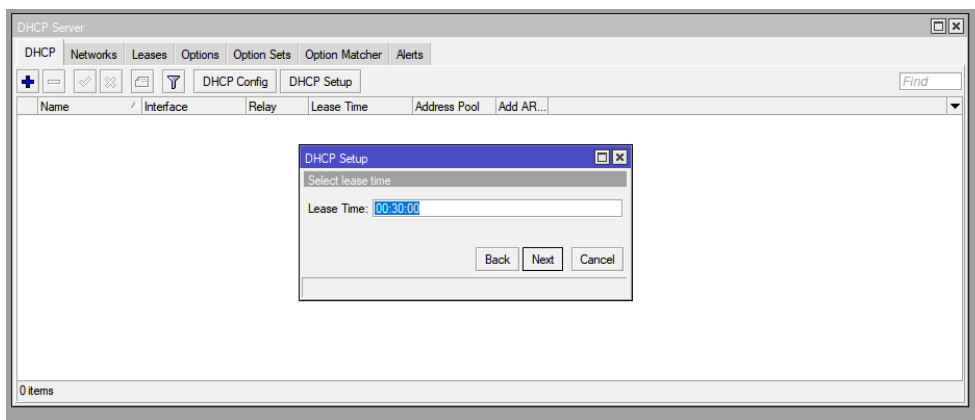 DHCP Server
DHCP Networks Leases Options Option Sets Option Matcher Alerts
DHCP Config DHCP Setup Find
Name Interface Relay Lease Time Address Pool Add AR...
DHCP Setup
Select lease time
Lease Time: 00:30:00
Back Next Cancel
0 items